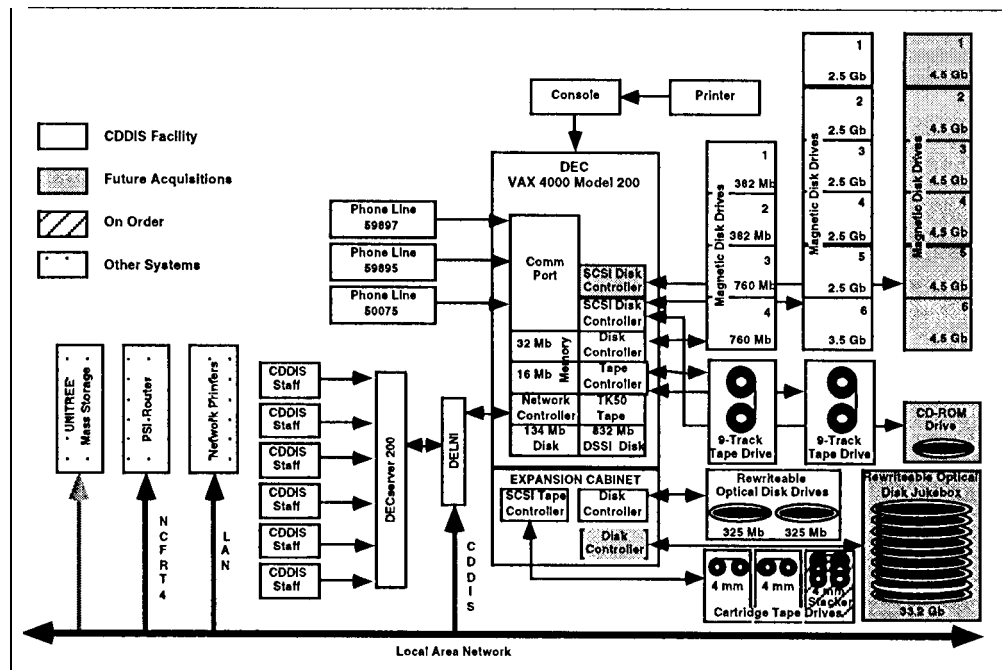 CDDIS Facility
Future Acquisitions
On Order
Other Systems
Console
Printer
DEC
VAX 4000 Model 200
Phone Line
59897
Phone Line
59895
Phone Line
50075
Comm
Port
SCSI Disk
Controller
SCSI Disk
Controller
32 Mb
Memory
Disk
Controller
16 Mb
Tape
Controller
Network
Controller
TK50
Tape
134 Mb
Disk
832 Mb
DSSI Disk
EXPANSION CABINET
SCSI Tape
Controller
Disk
Controller
Disk
Controller
Magnetic Disk Drives
1
382 Mb
2
382 Mb
3
760 Mb
4
760 Mb
Magnetic Disk Drives
1
2.5 Gb
2
2.5 Gb
3
2.5 Gb
4
2.5 Gb
5
2.5 Gb
6
3.5 Gb
Magnetic Disk Drives
1
4.5 Gb
2
4.5 Gb
3
4.5 Gb
4
4.5 Gb
5
4.5 Gb
6
4.5 Gb
9-Track
Tape Drive
9-Track
Tape Drive
CD-ROM
Drive
Rewriteable
Optical Disk Drives
325 Mb
325 Mb
Rewriteable Optical
Disk Jukebox
33.2 Gb
4 mm
4 mm
4 mm
Stacker
Cartridge Tape Drives
UNITREE
Mass Storage
PSI-Router
Network Printers
CDDIS
Staff
CDDIS
Staff
CDDIS
Staff
CDDIS
Staff
CDDIS
Staff
CDDIS
Staff
DECserver 200
DELNI
NCFRT4
LAN
CDDIS
Local Area Network